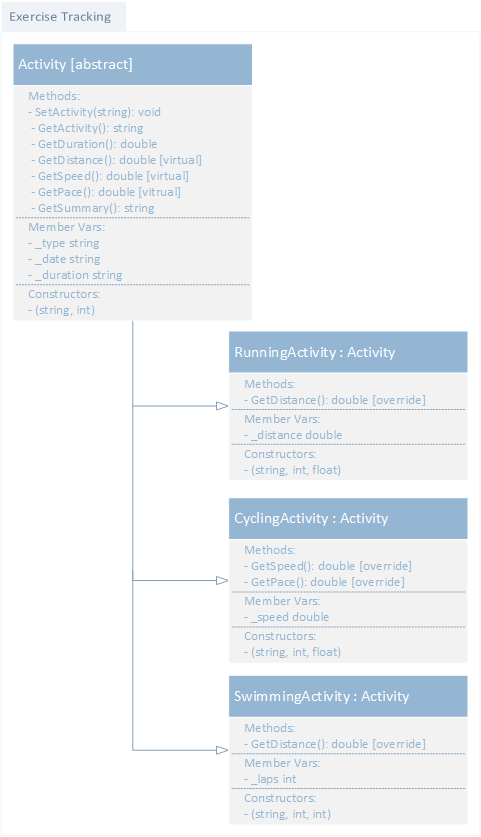 Exercise Tracking
Activity [abstract]
Methods:
- SetActivity(string): void
- GetActivity(): string
- GetDuration(): double
- GetDistance(): double [virtual]
- GetSpeed(): double [virtual]
- GetPace(): double [vitrual]
- GetSummary(): string
Member Vars:
- _type string
- _date string
- _duration string
Constructors:
- (string, int)
RunningActivity : Activity
Methods:
- GetDistance(): double [override]
Member Vars:
- _distance double
Constructors:
- (string, int, float)
CyclingActivity : Activity
Methods:
- GetSpeed(): double [override]
- GetPace(): double [override]
Member Vars:
- _speed double
Constructors:
- (string, int, float)
SwimmingActivity : Activity
Methods:
- GetDistance(): double [override]
Member Vars:
- _laps int
Constructors:
- (string, int, int)